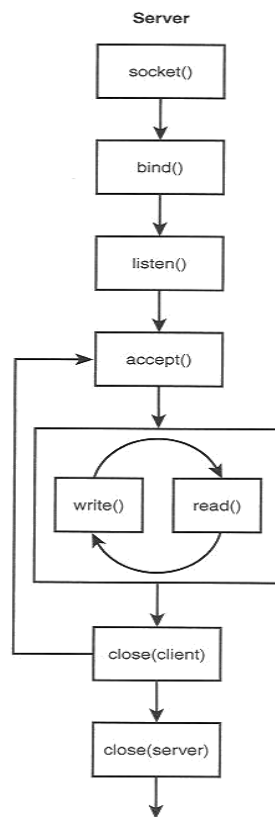 Server
socket()
bind()
listen()
accept()
write()
read()
close(client)
close(server)